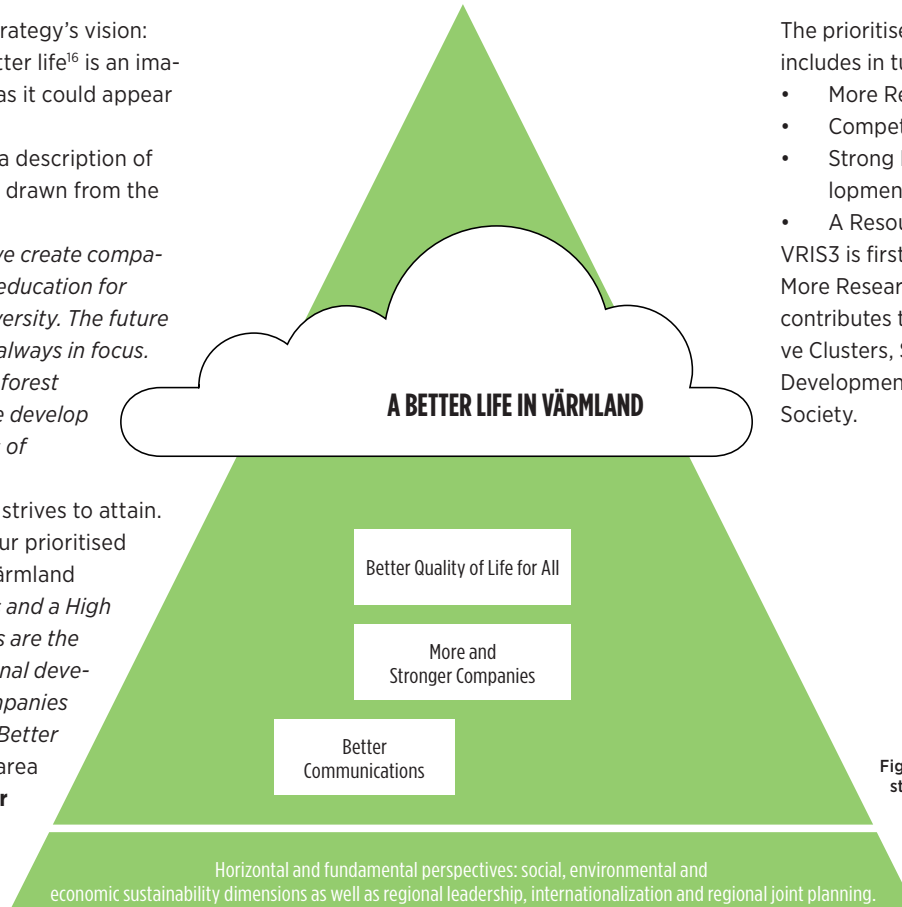 rategy's vision:
tter life¹⁶ is an ima-
as it could appear
a description of
drawn from the
ve create compa-
education for
versity. The future
always in focus.
forest
e develop
of
strives to attain.
ur prioritised
ärmland
and a High
s are the
nal deve-
mpanies
Better
area
r
A BETTER LIFE IN VÄRMLAND
Better Quality of Life for All
More and
Stronger Companies
Better
Communications
Horizontal and fundamental perspectives: social, environmental and
economic sustainability dimensions as well as regional leadership, internationalization and regional joint planning.
The prioritise
includes in tu
• More Re
• Compet
• Strong
lopmen
• A Resou
VRIS3 is first
More Resear
contributes t
ve Clusters, S
Developmen
Society.
Fig
st